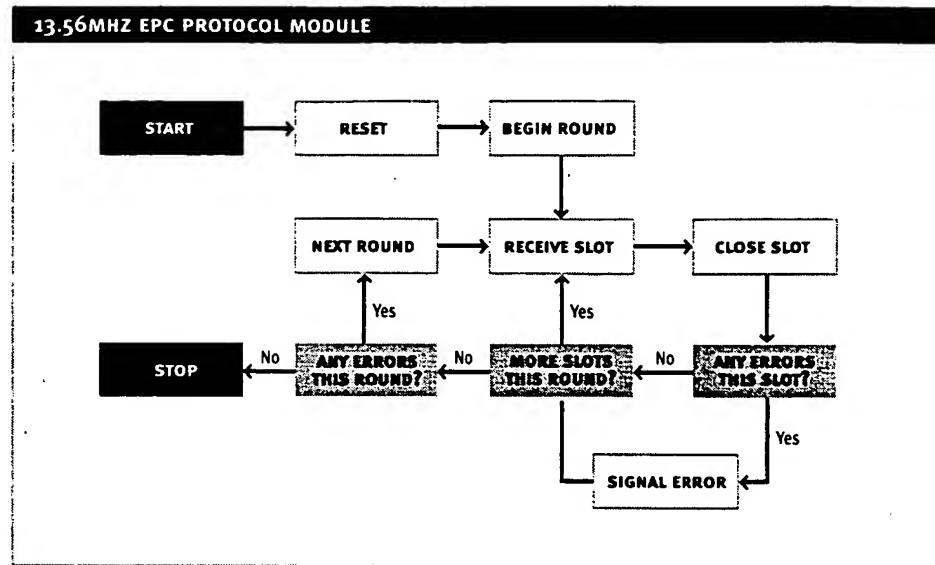 13.56MHZ EPC PROTOCOL MODULE
START
RESET
BEGIN ROUND
NEXT ROUND
RECEIVE SLOT
CLOSE SLOT
Yes
Yes
STOP
No
ANY ERRORS
THIS ROUND?
No
MORE SLOTS
THIS ROUND?
No
ANY ERRORS
THIS SLOT?
Yes
SIGNAL ERROR